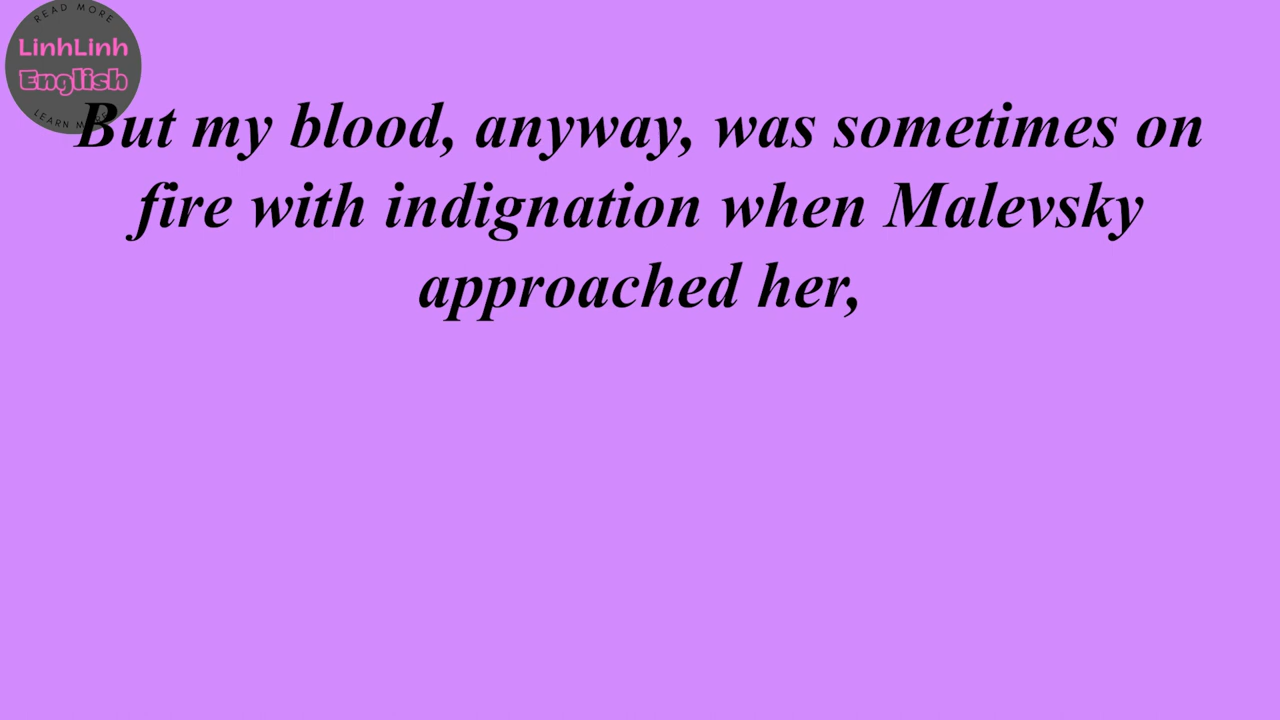 READ MORE
LinhLinh
English
LEARN MORE
But my blood, anyway, was sometimes on
fire with indignation when Malevsky
approached her,